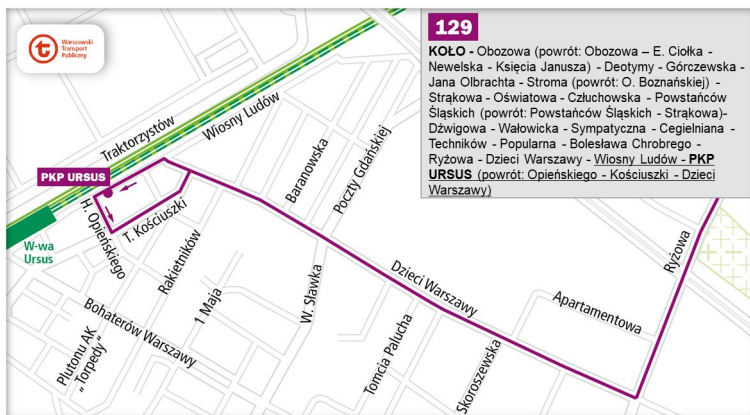 Warszawski
Transport
Publiczny
129
KOŁO - Obozowa (powrót: Obozowa – E. Ciołka -
Newelska - Księcia Janusza) - Deotymy - Górczewska -
Jana Olbrachta - Stroma (powrót: O. Boznańskiej) -
Strąkowa - Oświatowa - Człuchowska - Powstańców
Śląskich (powrót: Powstańców Śląskich - Strąkowa)-
Dźwigowa - Wałowicka - Sympatyczna - Cegielniana -
Techników - Popularna - Bolesława Chrobrego -
Ryżowa - Dzieci Warszawy - Wiosny Ludów - PKP
URSUS (powrót: Opieńskiego - Kościuszki - Dzieci
Warszawy)
Traktorzystów
Wiosny Ludów
PKP URSUS
W-wa
Ursus
H. Opieńskiego
T. Kościuszki
Rakietników
Baranowska
Poczty Gdańskiej
1 Maja
W. Sławka
Bohaterów Warszawy
Plutonu AK
„Torpedy”
Dzieci Warszawy
Tomcia Palucha
Skoroszewska
Apartamentowa
Ryżowa